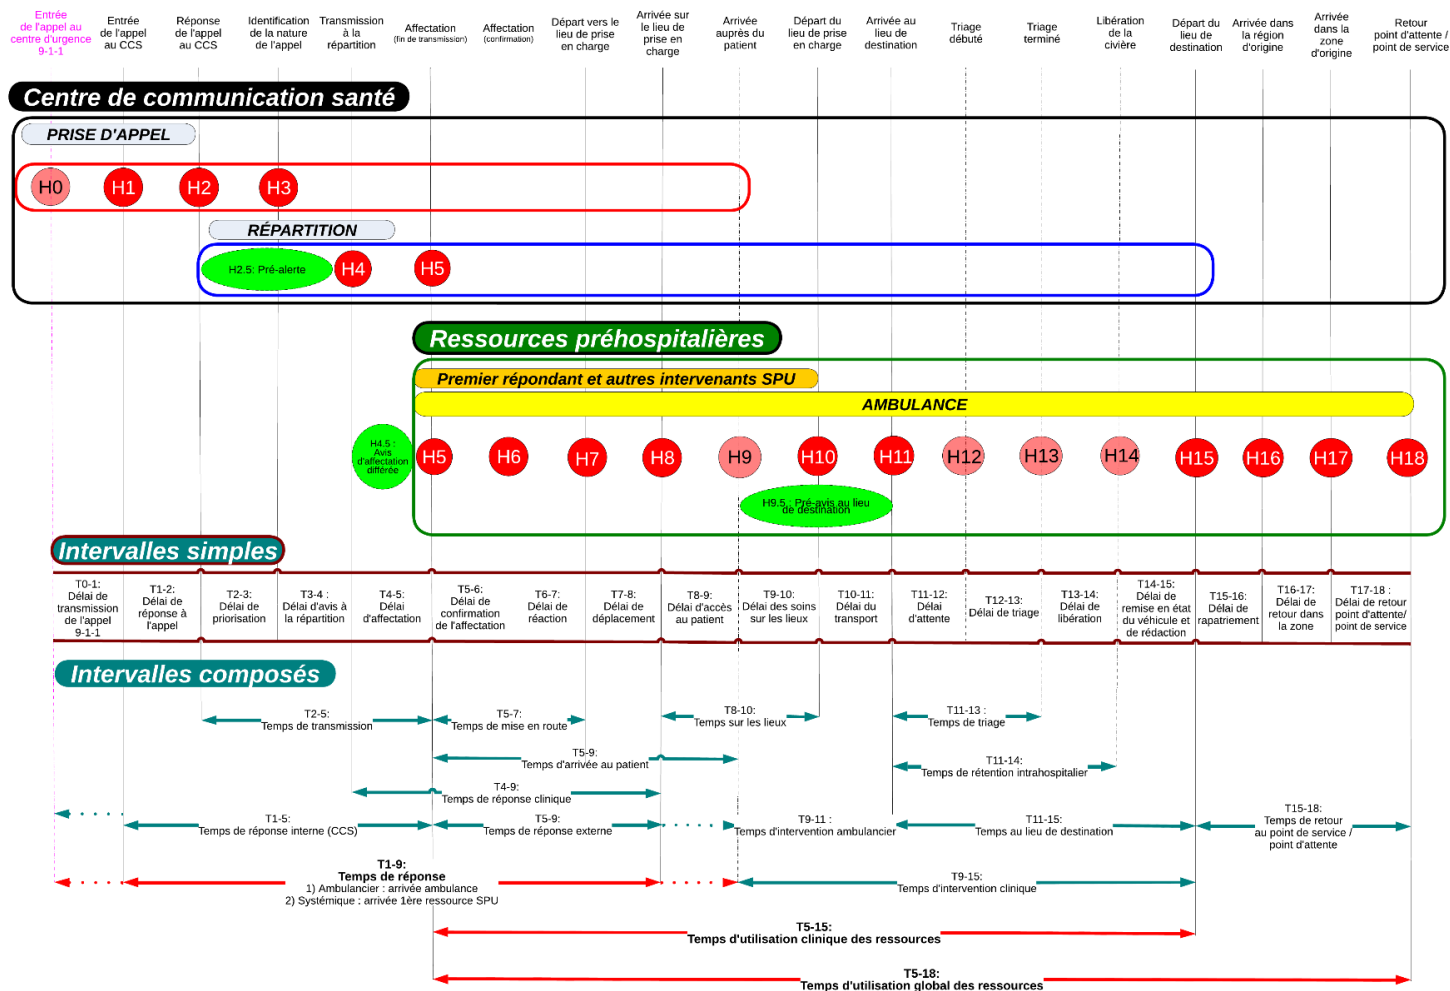 Entrée
de l'appel au
centre d'urgence
9-1-1
Entrée
de l'appel
au CCS
Réponse
de l'appel
au CCS
Identification
de la nature
de l'appel
Transmission
à la
répartition
Affectation
(fin de transmission)
Affectation
(confirmation)
Départ vers le
lieu de prise
en charge
Arrivée sur
le lieu de
prise en
charge
Arrivée
auprès du
patient
Départ du
lieu de prise
en charge
Arrivée au
lieu de
destination
Triage
débuté
Triage
terminé
Libération
de la
civière
Départ du
lieu de
destination
Arrivée dans
la région
d'origine
Arrivée
dans la
zone
d'origine
Retour
point d'attente /
point de service
Centre de communication santé
PRISE D'APPEL
H0
H1
H2
H3
RÉPARTITION
H2.5: Pré-alerte
H4
H5
Ressources préhospitalières
Premier répondant et autres intervenants SPU
AMBULANCE
H4.5 :
Avis
d'affectation
différée
H5
H6
H7
H8
H9
H10
H11
H12
H13
H14
H15
H16
H17
H18
H9.5 : Pré-avis au lieu
de destination
Intervalles simples
T0-1:
Délai de
transmission
de l'appel
9-1-1
T1-2:
Délai de
réponse à
l'appel
T2-3:
Délai de
priorisation
T3-4 :
Délai d'avis à
la répartition
T4-5:
Délai
d'affectation
T5-6:
Délai de
confirmation
de l'affectation
T6-7:
Délai de
réaction
T7-8:
Délai de
déplacement
T8-9:
Délai d'accès
au patient
T9-10:
Délai des soins
sur les lieux
T10-11:
Délai du
transport
T11-12:
Délai
d'attente
T12-13:
Délai de triage
T13-14:
Délai de
libération
T14-15:
Délai de
remise en état
du véhicule et
de rédaction
T15-16:
Délai de
rapatriement
T16-17:
Délai de
retour dans
la zone
T17-18 :
Délai de retour
point d'attente/
point de service
Intervalles composés
T2-5:
Temps de transmission
T5-7:
Temps de mise en route
T8-10:
Temps sur les lieux
T11-13 :
Temps de triage
T5-9:
Temps d'arrivée au patient
T11-14:
Temps de rétention intrahospitalier
T4-9:
Temps de réponse clinique
T1-5:
Temps de réponse interne (CCS)
T5-9:
Temps de réponse externe
T9-11 :
Temps d'intervention ambulancier
T11-15:
Temps au lieu de destination
T15-18:
Temps de retour
au point de service /
point d'attente
T1-9:
Temps de réponse
1) Ambulancier : arrivée ambulance
2) Systémique : arrivée 1ère ressource SPU
T9-15:
Temps d'intervention clinique
T5-15:
Temps d'utilisation clinique des ressources
T5-18:
Temps d'utilisation global des ressources